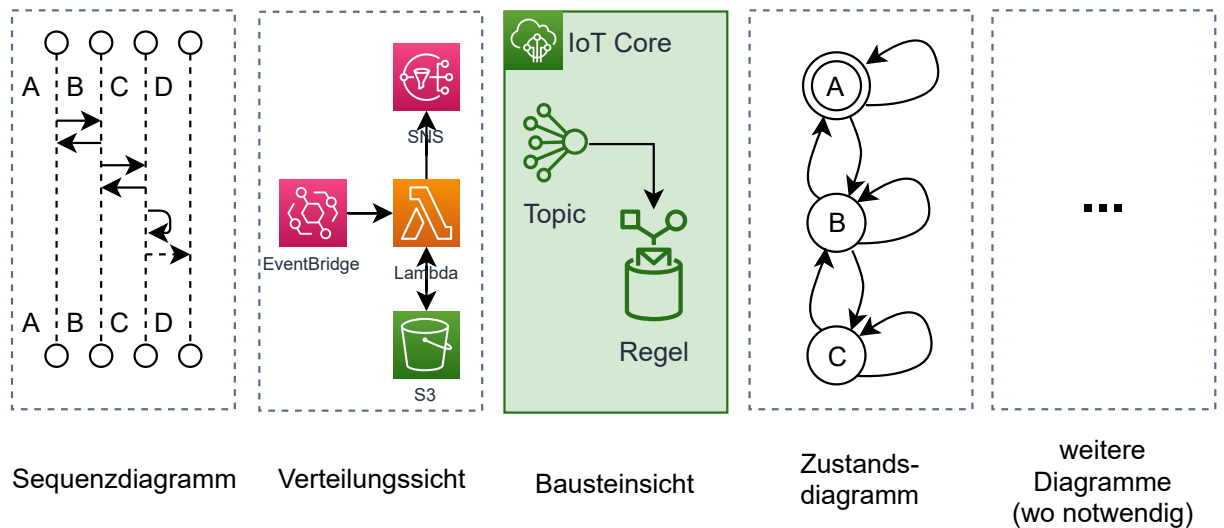 A B C D
A B C D
Sequenzdiagramm
SNS
EventBridge
Lambda
S3
Verteilungssicht
IoT Core
Topic
Regel
Bausteinsicht
A
B
C
Zustands-
diagramm
...
weitere
Diagramme
(wo notwendig)